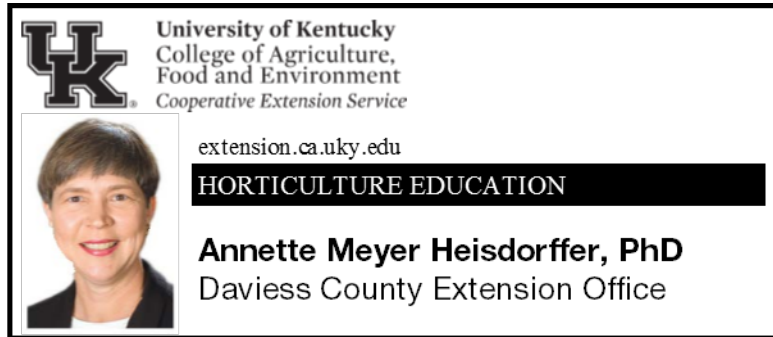 UK
University of Kentucky
College of Agriculture,
Food and Environment
Cooperative Extension Service
extension.ca.uky.edu
HORTICULTURE EDUCATION
Annette Meyer Heisdorffer, PhD
Daviess County Extension Office